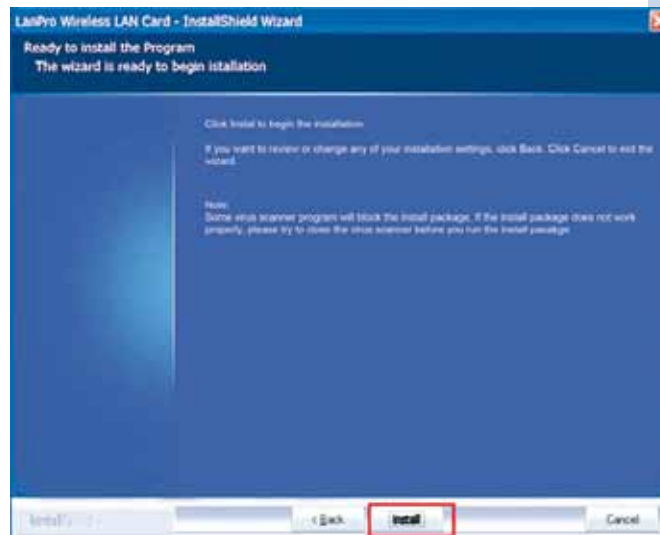 LanPro Wireless LAN Card - InstallShield Wizard
Ready to install the Program
The wizard is ready to begin istallation
Click Instal to begin the installation
If you want to review or change any of your installation settings, click Back. Click Cancel to exit the
wizard.
Note:
Some virus scanner program will block the install package. If the install package does not work
properly, please try to close the virus scanner before you run the install
< Back
Install
Cancel